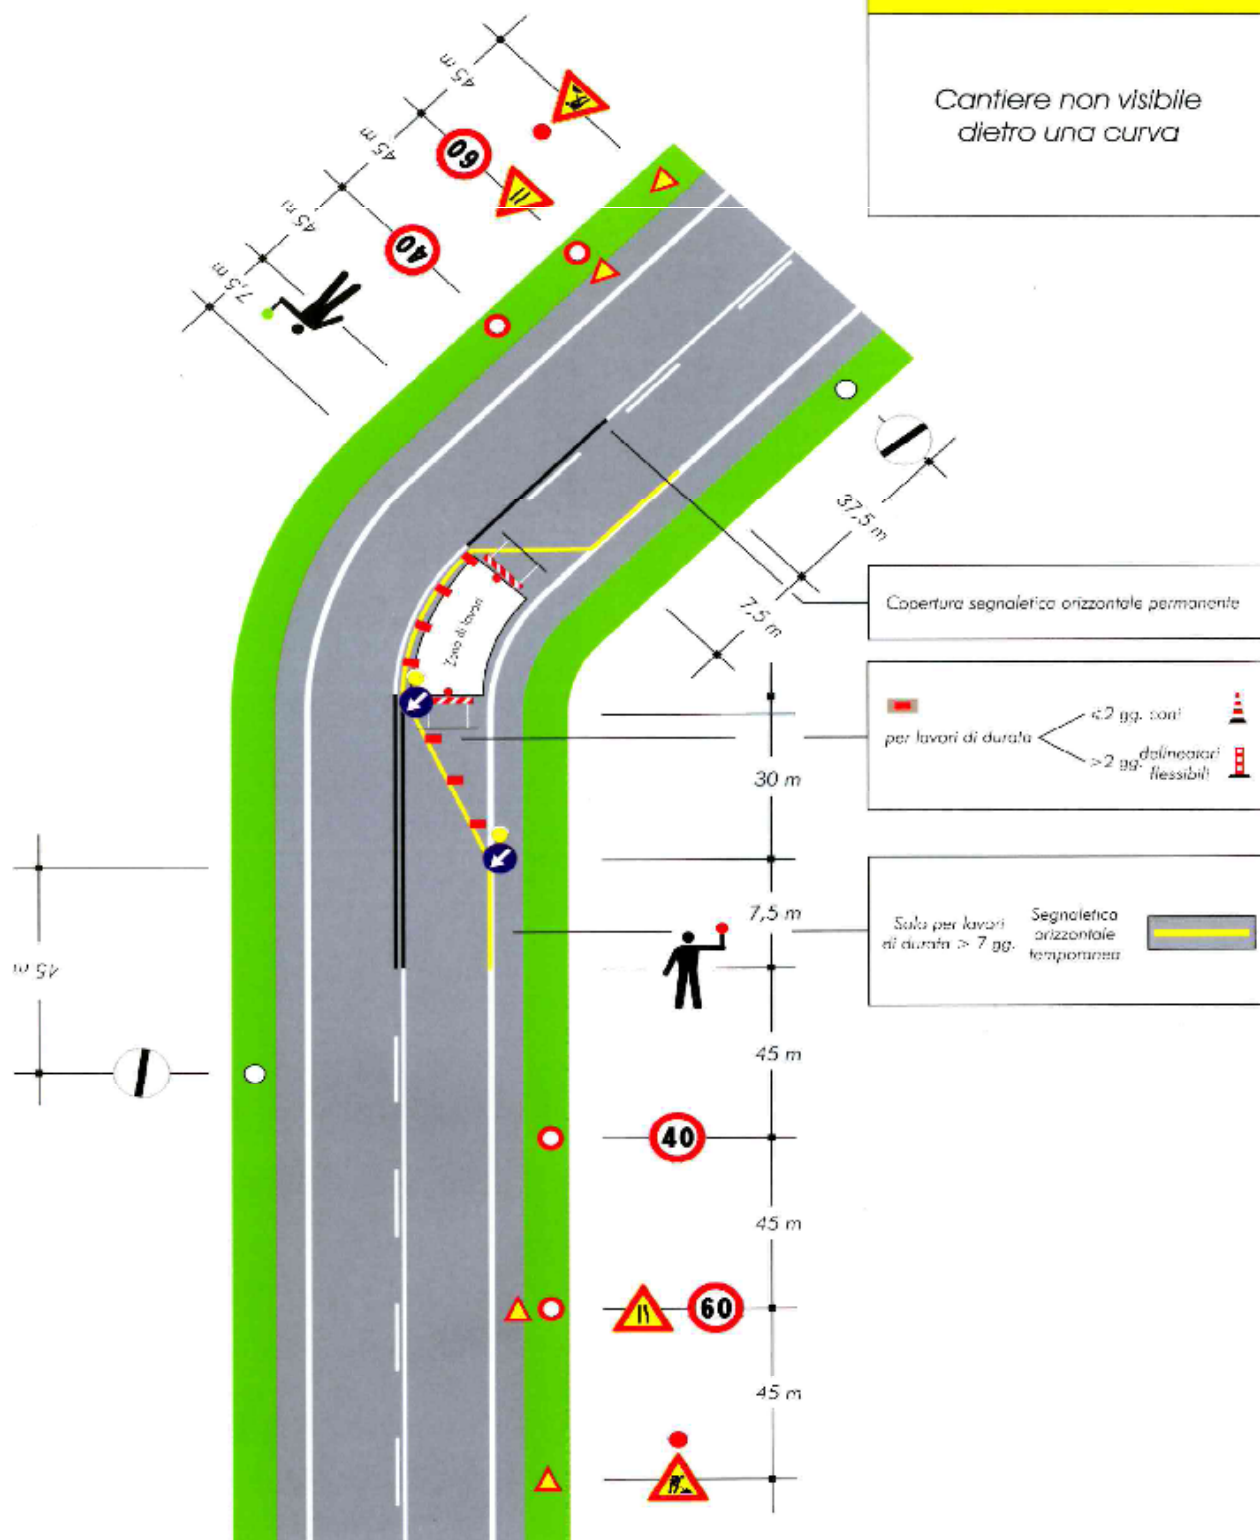 Cantiere non visibile
dietro una curva
45 m
45 m
45 m
7,5 m
60
40
37,5 m
7,5 m
Copertura segnaletica orizzontale permanente
Zona di lavoro
per lavori di durata
<2 gg. coni
>2 gg. delineatori
flessibili
30 m
7,5 m
Solo per lavori
di durata > 7 gg.
Segnaletica
orizzontale
temporanea
45 m
45 m
40
45 m
60
45 m